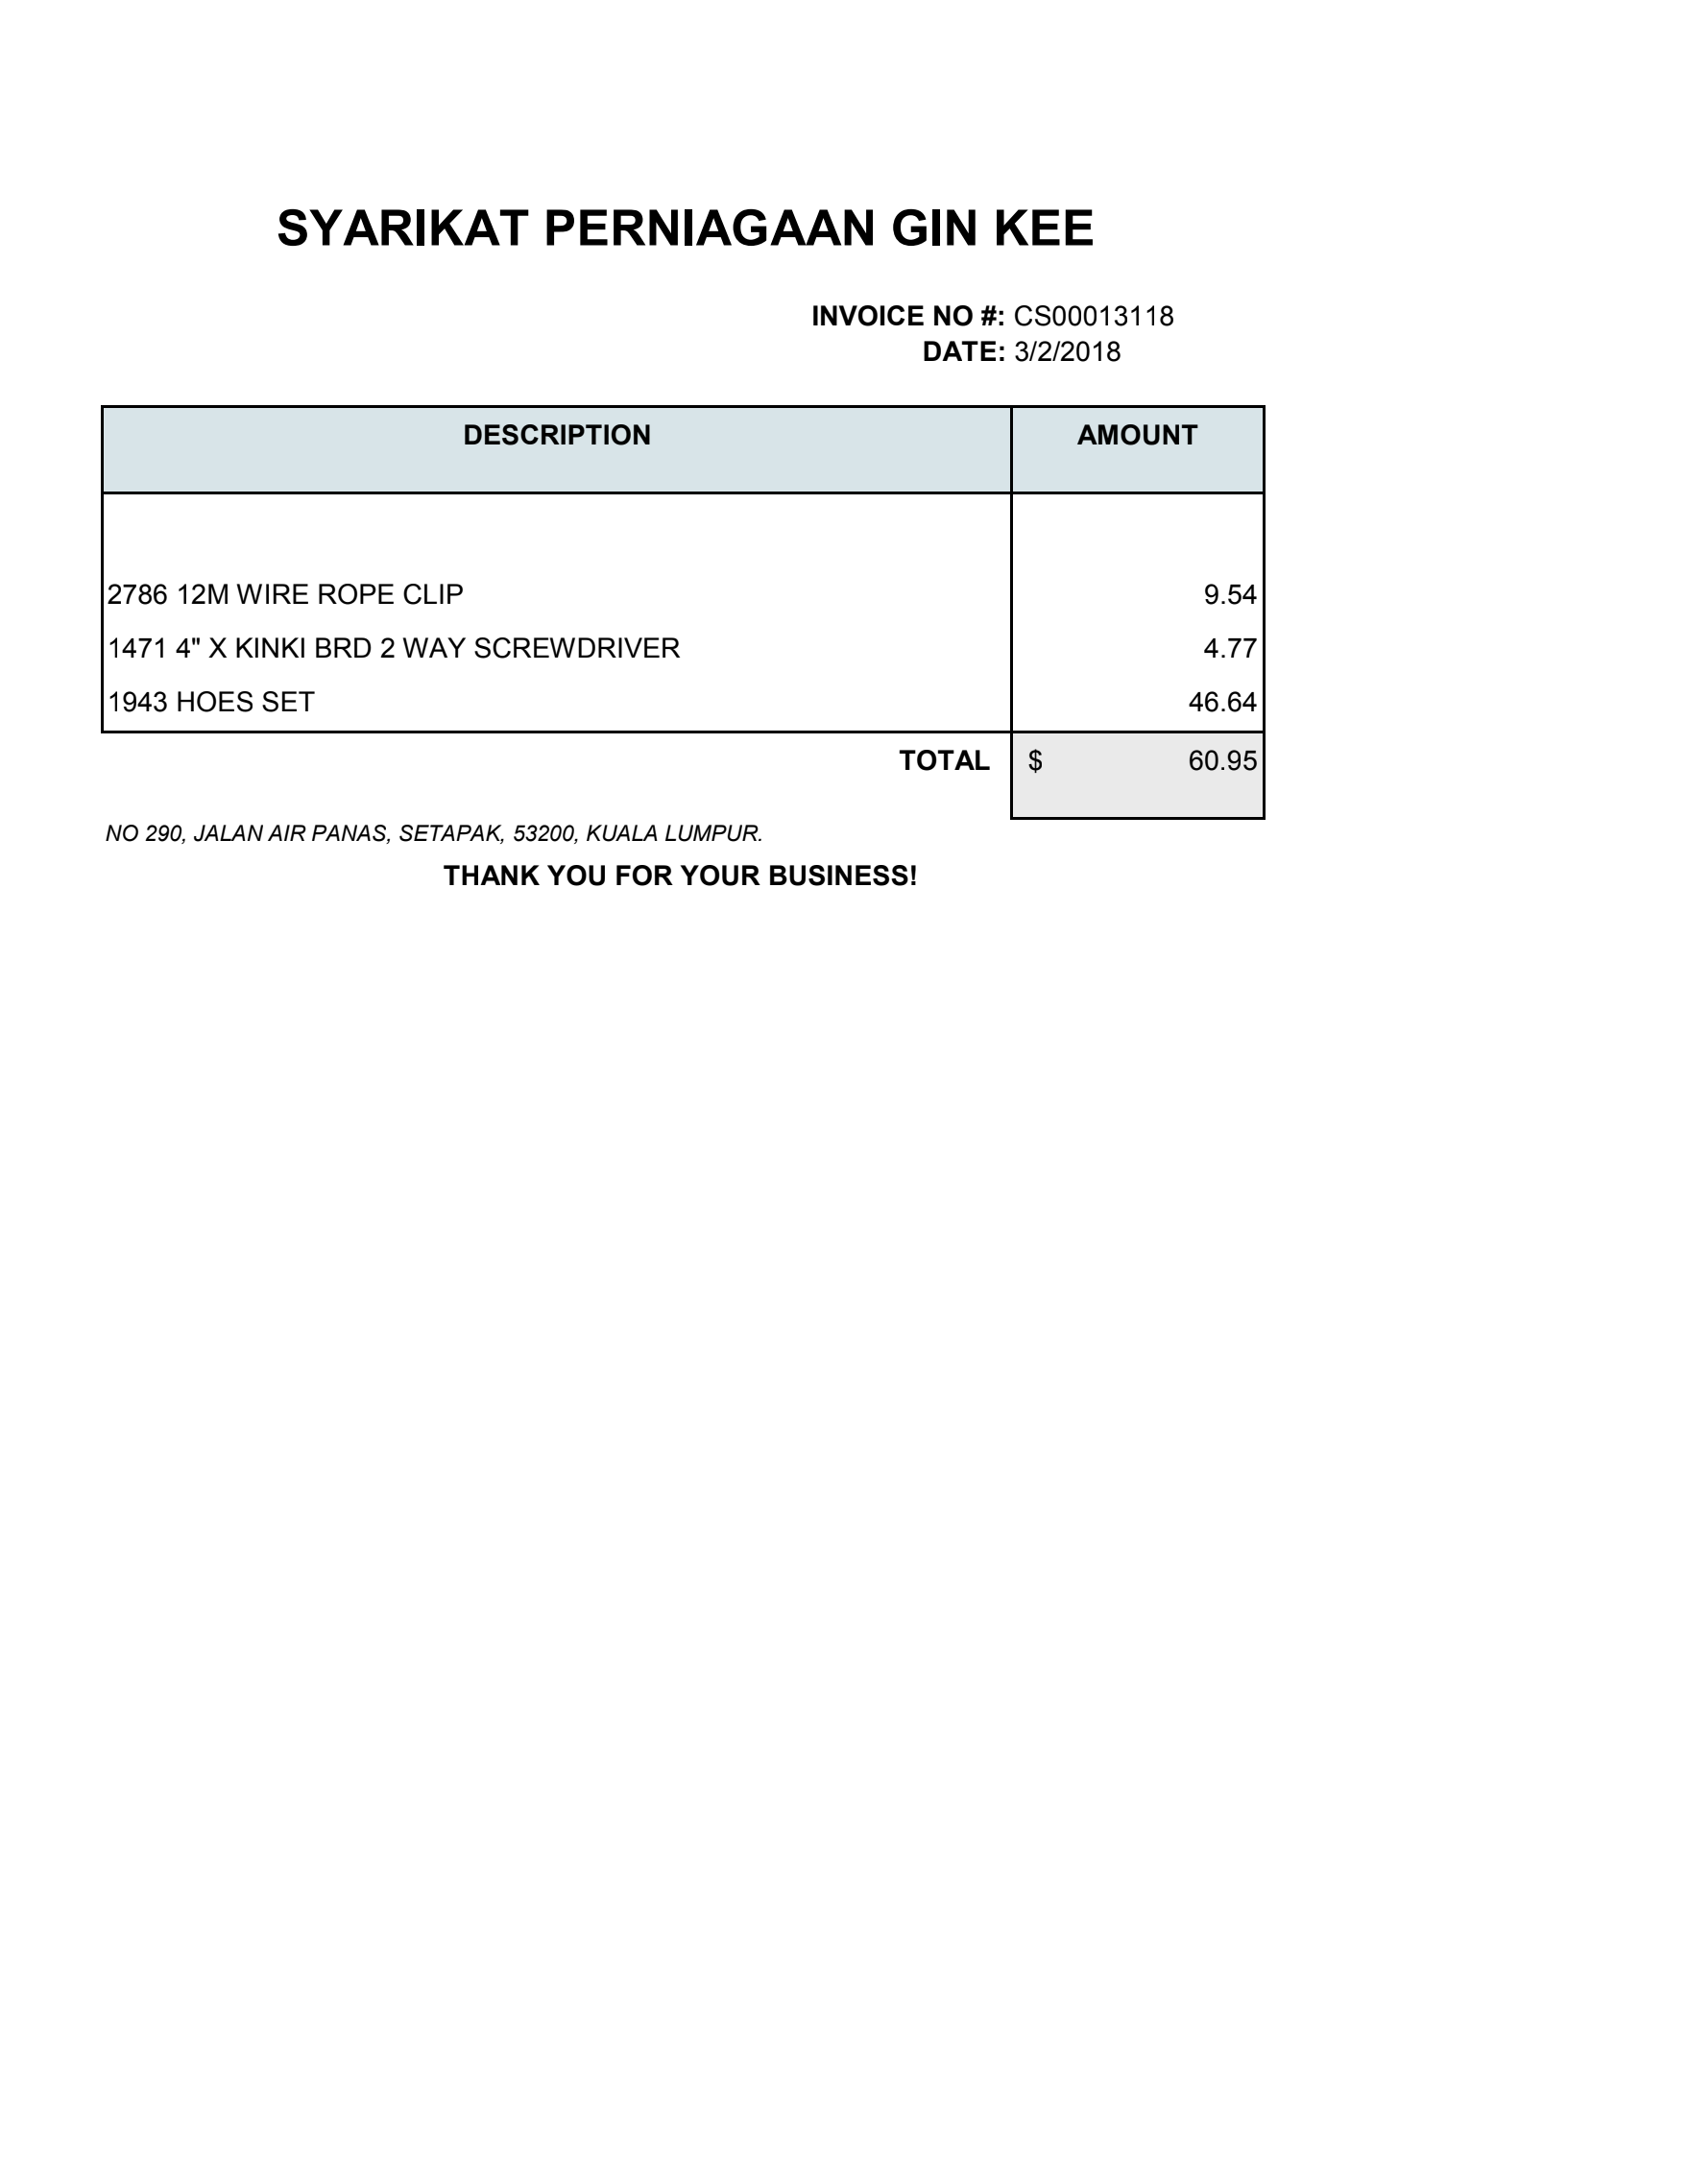 SYARIKAT PERNIAGAAN GIN KEE
INVOICE NO #: CS00013118
DATE: 3/2/2018
DESCRIPTION AMOUNT
2786 12M WIRE ROPE CLIP 9.54
1471 4" X KINKI BRD 2 WAY SCREWDRIVER 4.77
1943 HOES SET 46.64
TOTAL $ 60.95
NO 290, JALAN AIR PANAS, SETAPAK, 53200, KUALA LUMPUR.
THANK YOU FOR YOUR BUSINESS!